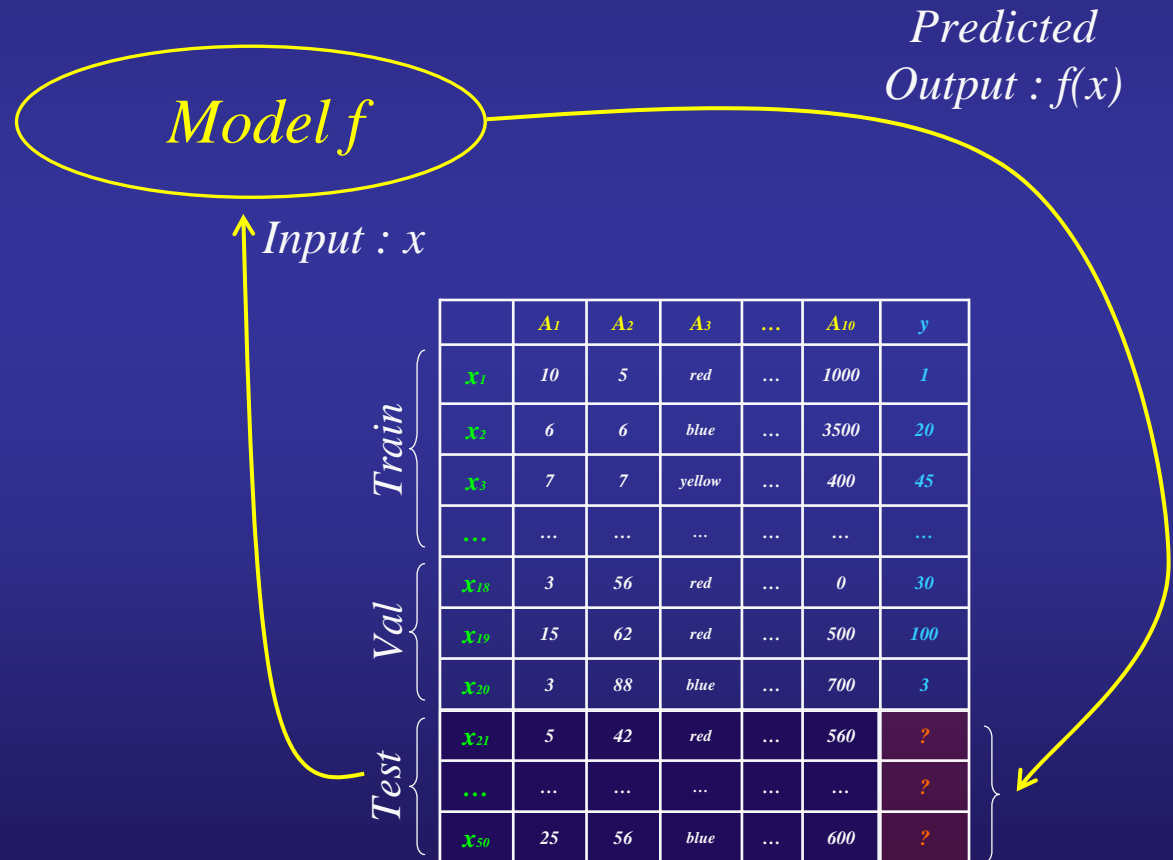 Predicted
Output : f(x)
Model f
Input : x
A1 A2 A3 … A10 y
Train
x1 10 5 red … 1000 1
x2 6 6 blue … 3500 20
x3 7 7 yellow … 400 45
… … … … … … …
Val
x18 3 56 red … 0 30
x19 15 62 red … 500 100
x20 3 88 blue … 700 3
Test
x21 5 42 red … 560 ?
… … … … … … ?
x50 25 56 blue … 600 ?